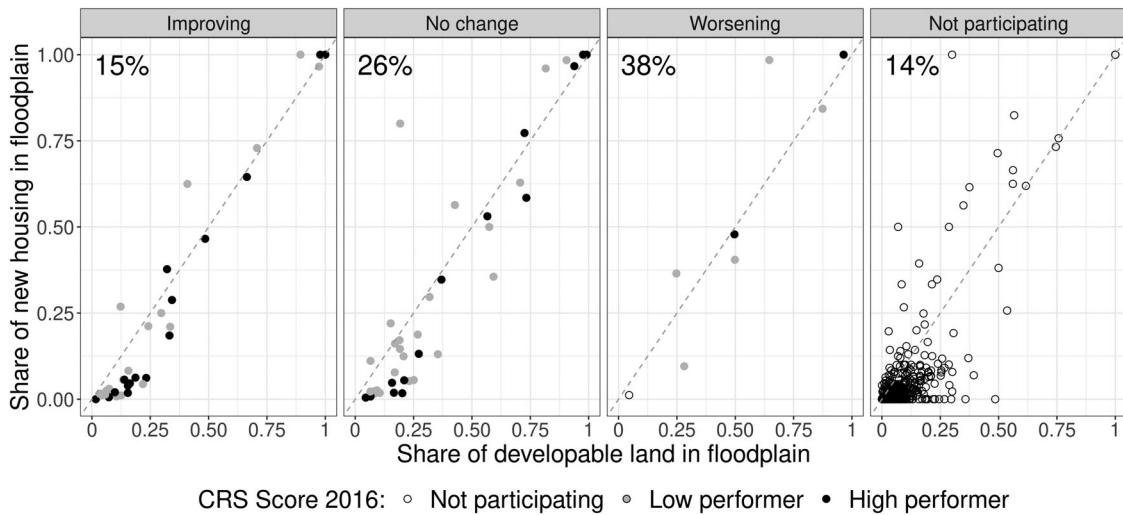 Improving No change Worsening Not participating
15% 26% 38% 14%
1.00
0.75
0.50
0.25
0.00
Share of new housing in floodplain
0 0.25 0.50 0.75 1 0 0.25 0.50 0.75 1 0 0.25 0.50 0.75 1 0 0.25 0.50 0.75 1
Share of developable land in floodplain
CRS Score 2016: Not participating Low performer High performer